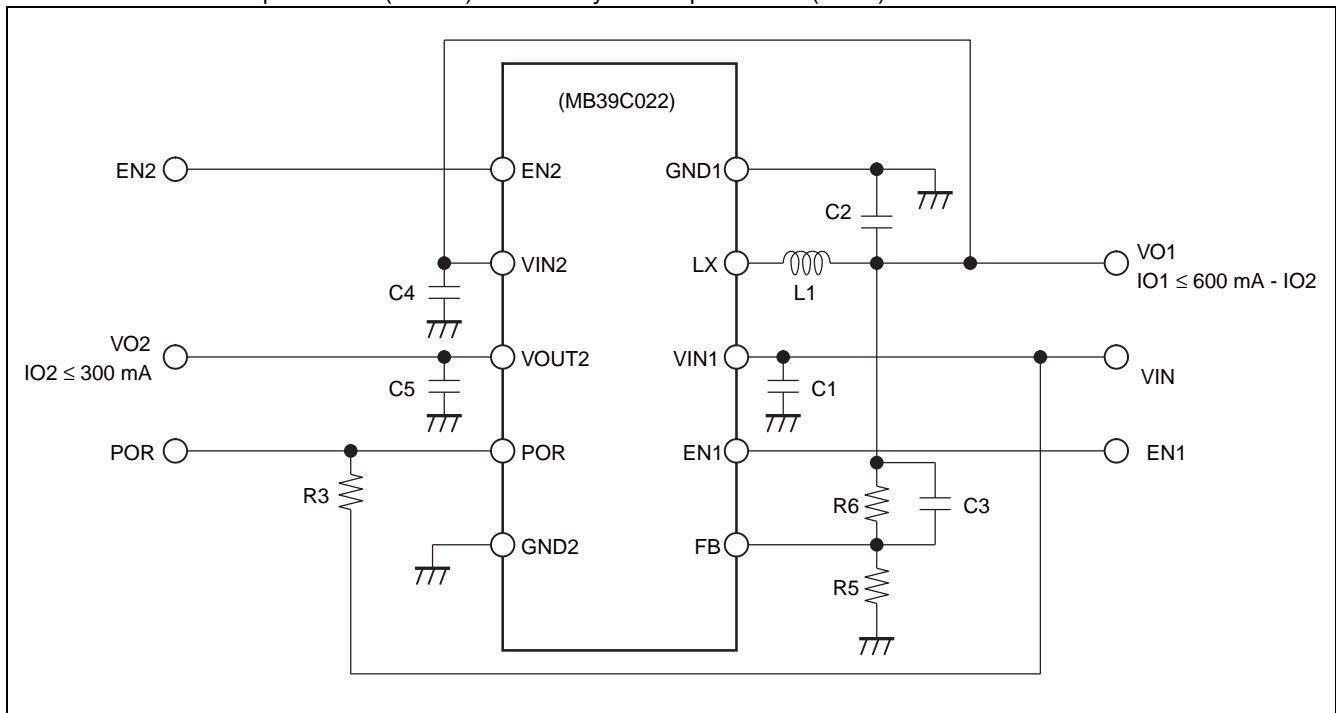 (MB39C022)
EN2
EN2
GND1
C2
VIN2
LX
L1
VO1
IO1 ≤ 600 mA - IO2
C4
VO2
IO2 ≤ 300 mA
VOUT2
VIN1
VIN
C5
C1
POR
POR
EN1
EN1
R3
R6
C3
GND2
FB
R5